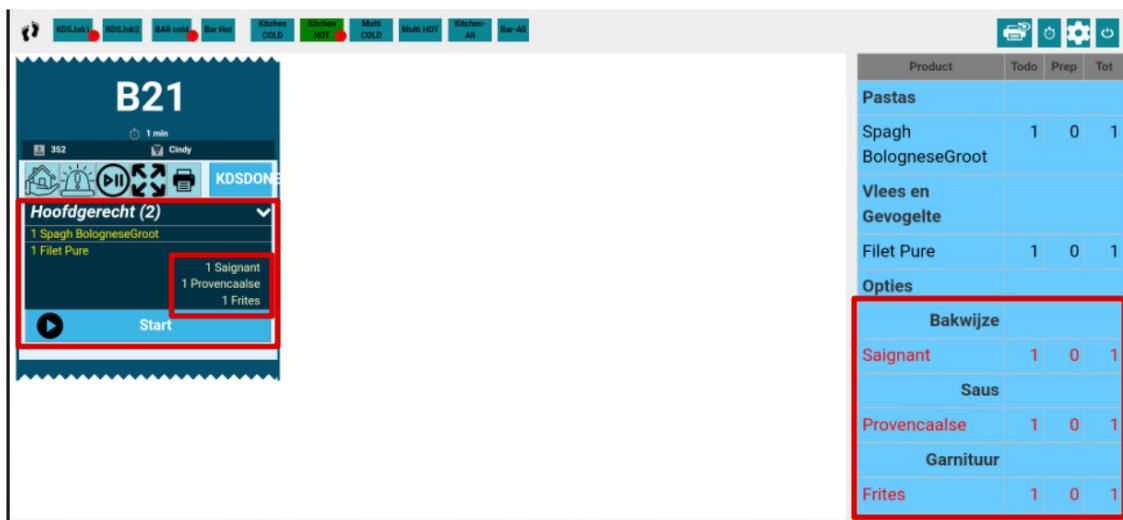 KDSJob1
KDSJob2
BAR cold
Bar Hot
Kitchen
COLD
Kitchen
HOT
Multi
COLD
Multi HOT
Kitchen-
All
Bar-All
B21
1 min
352 Cindy
KDSDONE
Hoofdgerecht (2)
1 Spagh BologneseGroot
1 Filet Pure
1 Saignant
1 Provencaalse
1 Frites
Start
Product Todo Prep Tot
Pastas
Spagh 1 0 1
BologneseGroot
Vlees en
Gevogelte
Filet Pure 1 0 1
Opties
Bakwijze
Saignant 1 0 1
Saus
Provencaalse 1 0 1
Garnituur
Frites 1 0 1